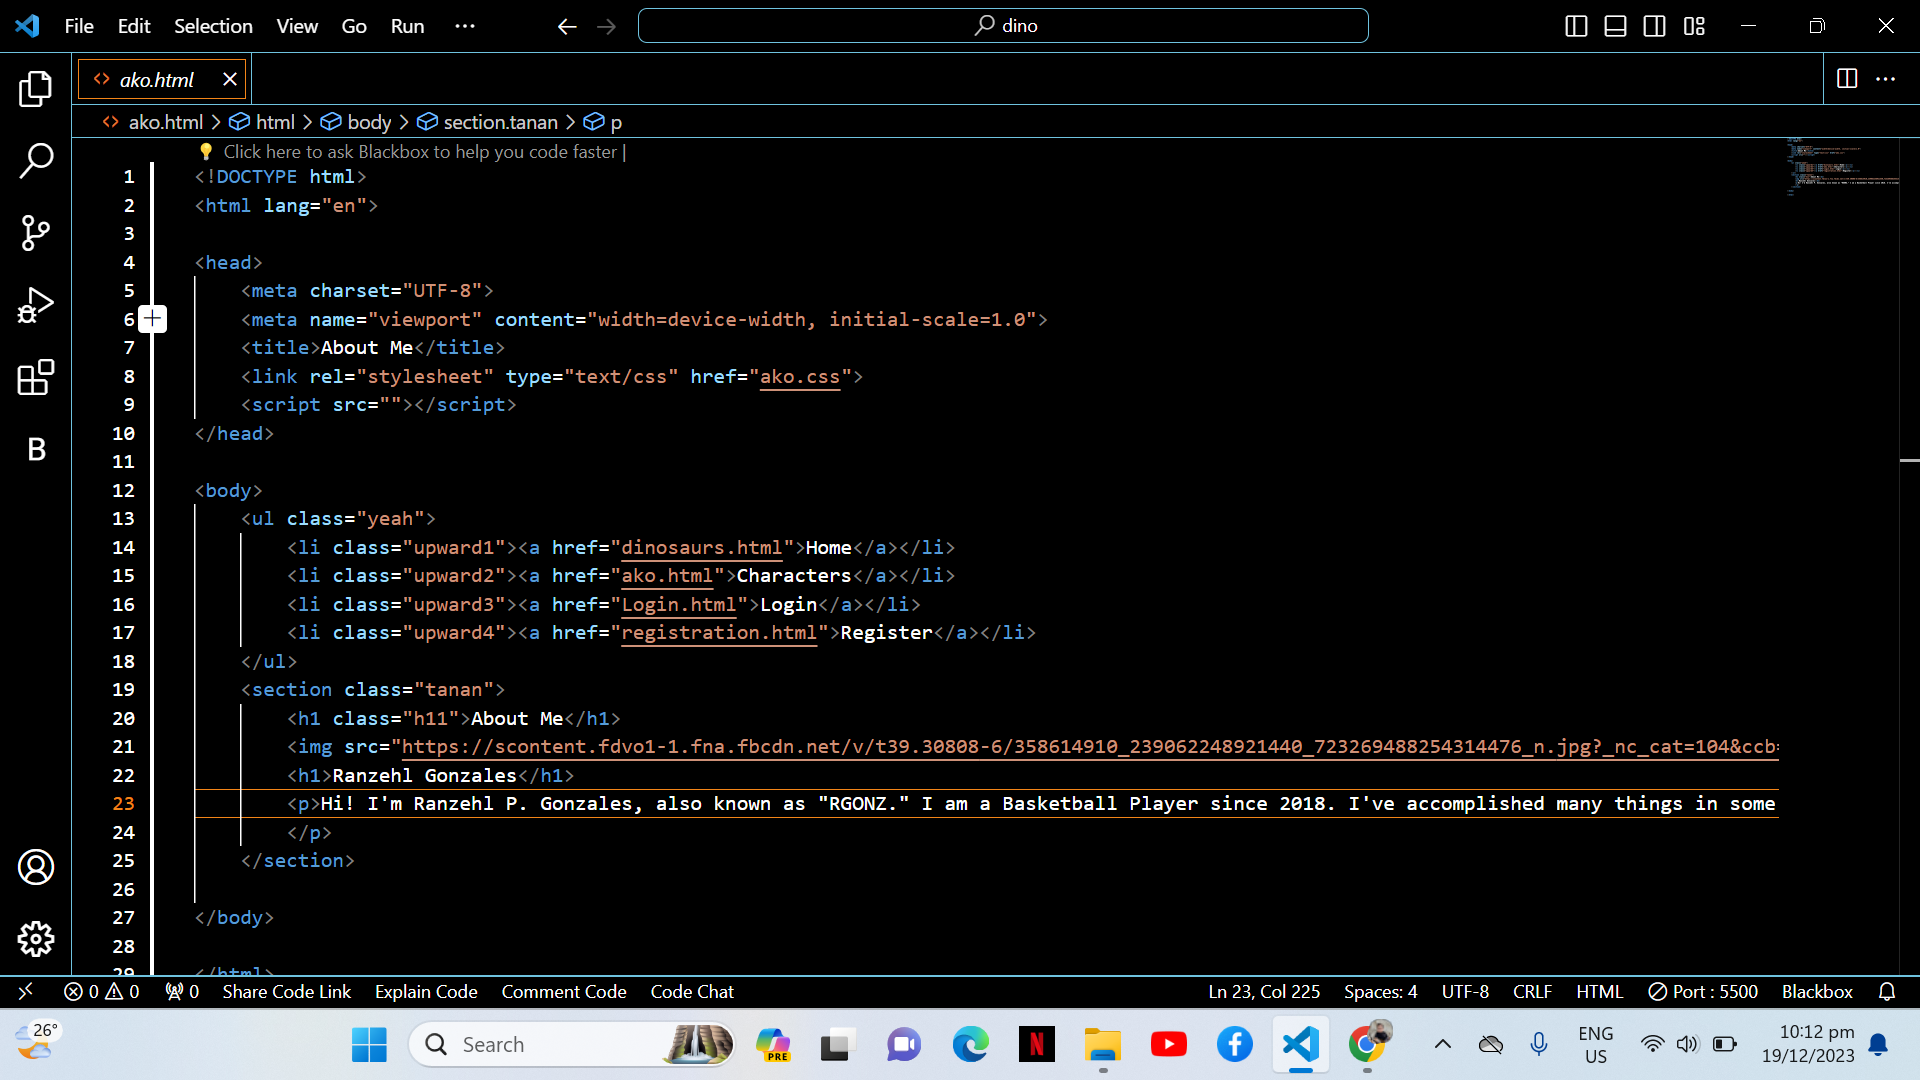 File Edit Selection View Go Run ···
dino
ako.html
ako.html > html > body > section.tanan > p
Click here to ask Blackbox to help you code faster |
1 <!DOCTYPE html>
2 <html lang="en">
3
4 <head>
5 <meta charset="UTF-8">
6 <meta name="viewport" content="width=device-width, initial-scale=1.0">
7 <title>About Me</title>
8 <link rel="stylesheet" type="text/css" href="ako.css">
9 <script src=""></script>
10 </head>
11
12 <body>
13 <ul class="yeah">
14 <li class="upward1"><a href="dinosaurs.html">Home</a></li>
15 <li class="upward2"><a href="ako.html">Characters</a></li>
16 <li class="upward3"><a href="Login.html">Login</a></li>
17 <li class="upward4"><a href="registration.html">Register</a></li>
18 </ul>
19 <section class="tanan">
20 <h1 class="h11">About Me</h1>
21 <img src="https://scontent.fdvo1-1.fna.fbcdn.net/v/t39.30808-6/358614910_239062248921440_723269488254314476_n.jpg?_nc_cat=104&ccb=
22 <h1>Ranzehl Gonzales</h1>
23 <p>Hi! I'm Ranzehl P. Gonzales, also known as "RGONZ." I am a Basketball Player since 2018. I've accomplished many things in some
24 </p>
25 </section>
26
27 </body>
28
29 </html>
B
0 0 0 Share Code Link Explain Code Comment Code Code Chat Ln 23, Col 225 Spaces: 4 UTF-8 CRLF HTML Port : 5500 Blackbox
26°
Search
PRE
N
ENG
US
10:12 pm
19/12/2023